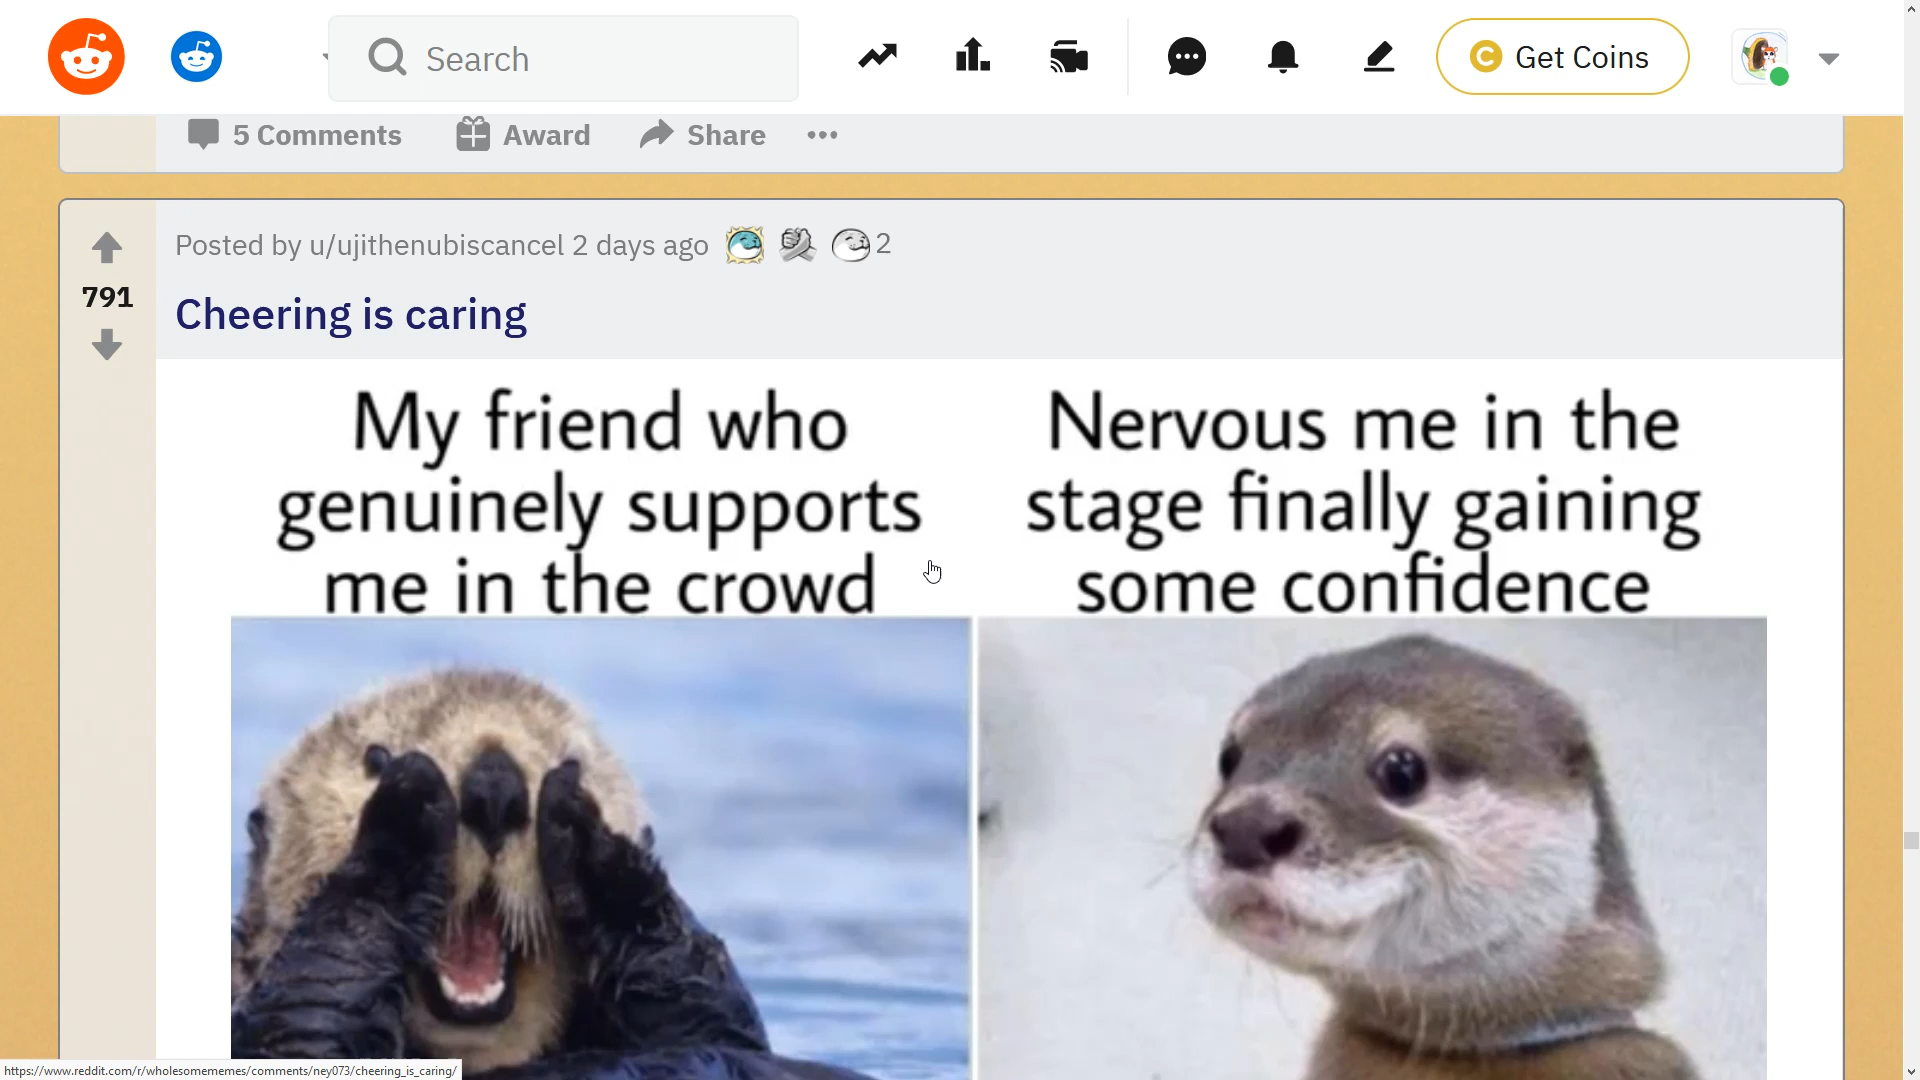 Search
C Get Coins
5 Comments Award Share
Posted by u/ujithenubiscancel 2 days ago 2
791
Cheering is caring
My friend who
genuinely supports
me in the crowd
Nervous me in the
stage finally gaining
some confidence
https://www.reddit.com/r/wholesomememes/comments/ney073/cheering_is_caring/